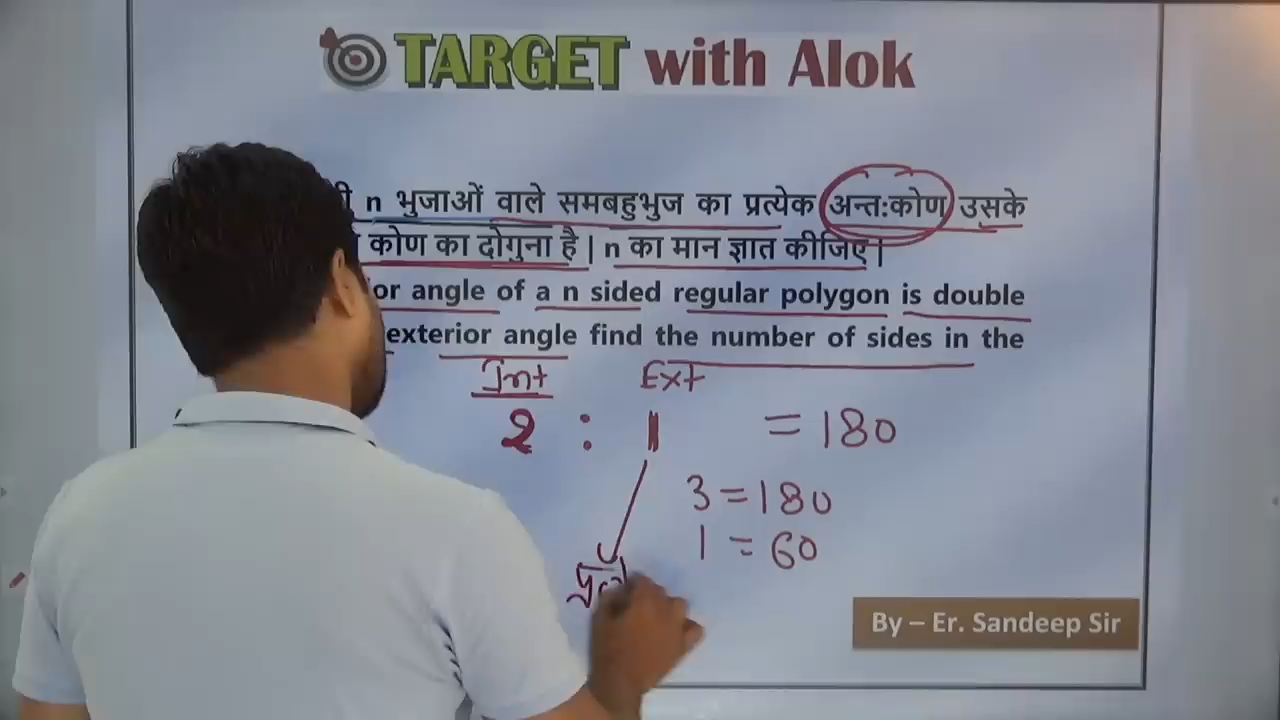 TARGET with Alok
n भुजाओं वाले समबहुभुज का प्रत्येक अन्त:कोण उसके
कोण का दोगुना है | n का मान ज्ञात कीजिए |
angle of a n sided regular polygon is double
exterior angle find the number of sides in the
Int Ext
2 : 1 = 180
3 = 180
1 = 60
By – Er. Sandeep Sir